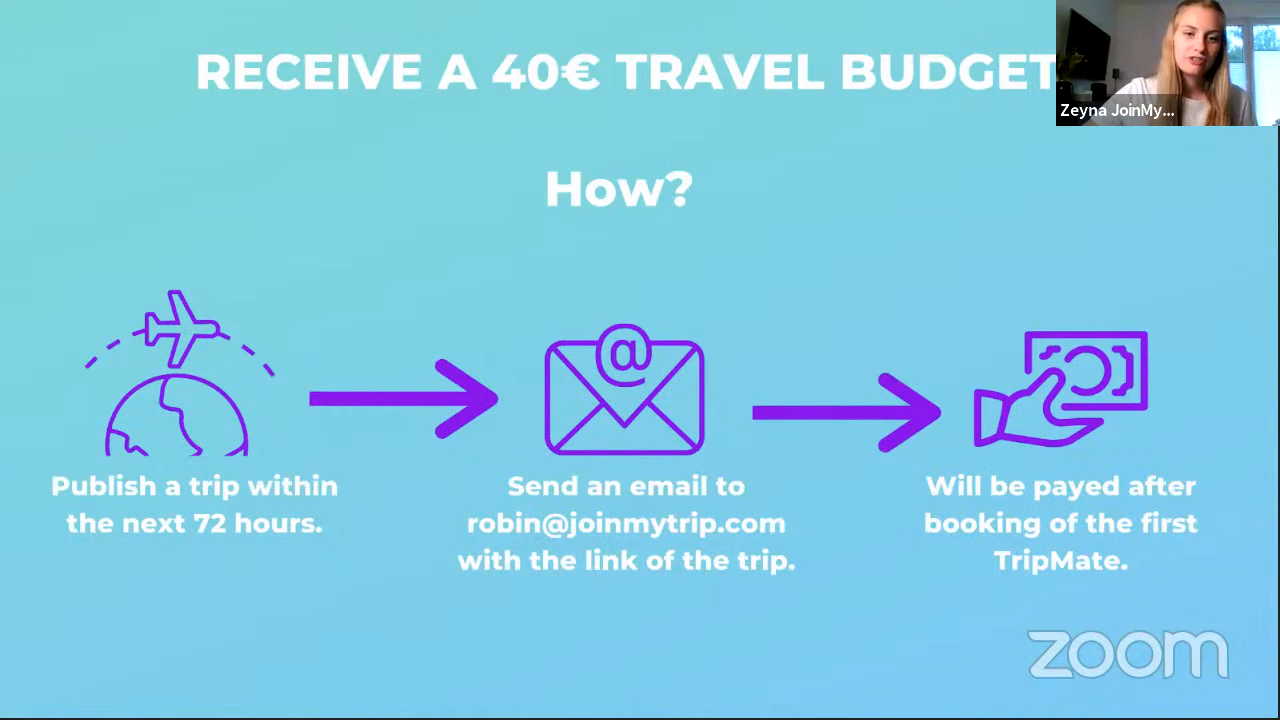 RECEIVE A 40€ TRAVEL BUDGET
Zeyna JoinMy...
How?
@
Publish a trip within
the next 72 hours.
Send an email to
robin@joinmytrip.com
with the link of the trip.
Will be payed after
booking of the first
TripMate.
zoom